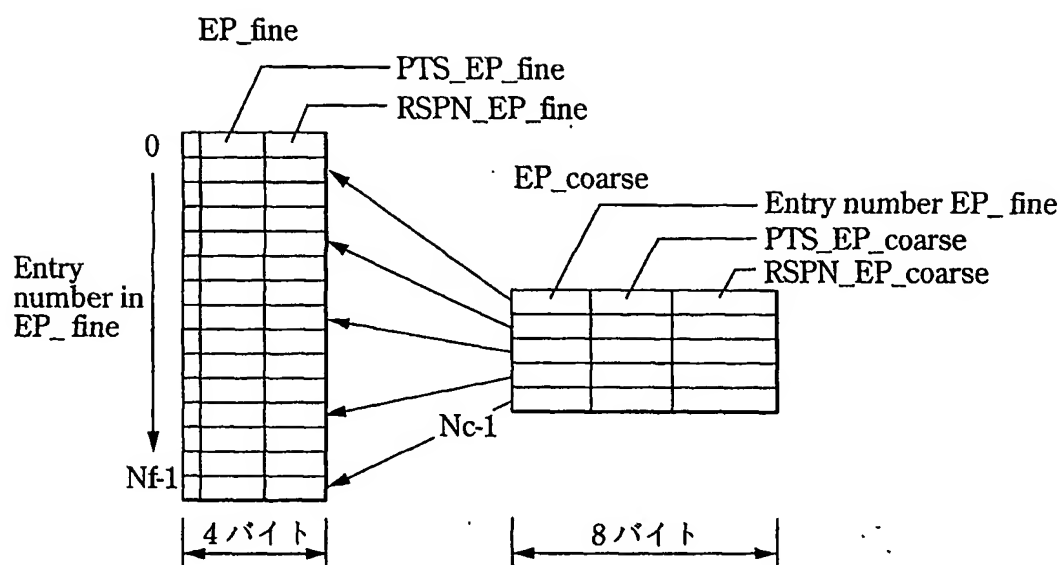 EP_fine
PTS_EP_fine
RSPN_EP_fine
0
EP_coarse
Entry number EP_ fine
PTS_EP_coarse
RSPN_EP_coarse
Entry
number in
EP_ fine
Nc-1
Nf-1
4 バイト
8バイト